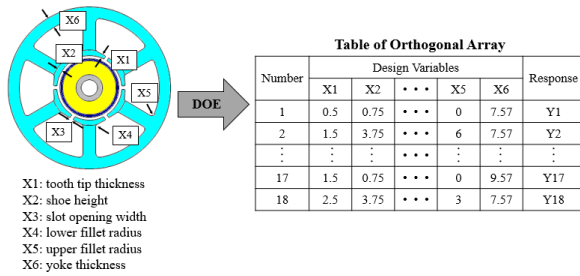 X6
X2
X1
X5
X3
X4
X1: tooth tip thickness
X2: shoe height
X3: slot opening width
X4: lower fillet radius
X5: upper fillet radius
X6: yoke thickness
DOE
Table of Orthogonal Array
Number Design Variables Response
X1 X2 • • • X5 X6
1 0.5 0.75 • • • 0 7.57 Y1
2 1.5 3.75 • • • 6 7.57 Y2
⋮ ⋮ ⋮ • • • ⋮ ⋮ ⋮
17 1.5 0.75 • • • 0 9.57 Y17
18 2.5 3.75 • • • 3 7.57 Y18